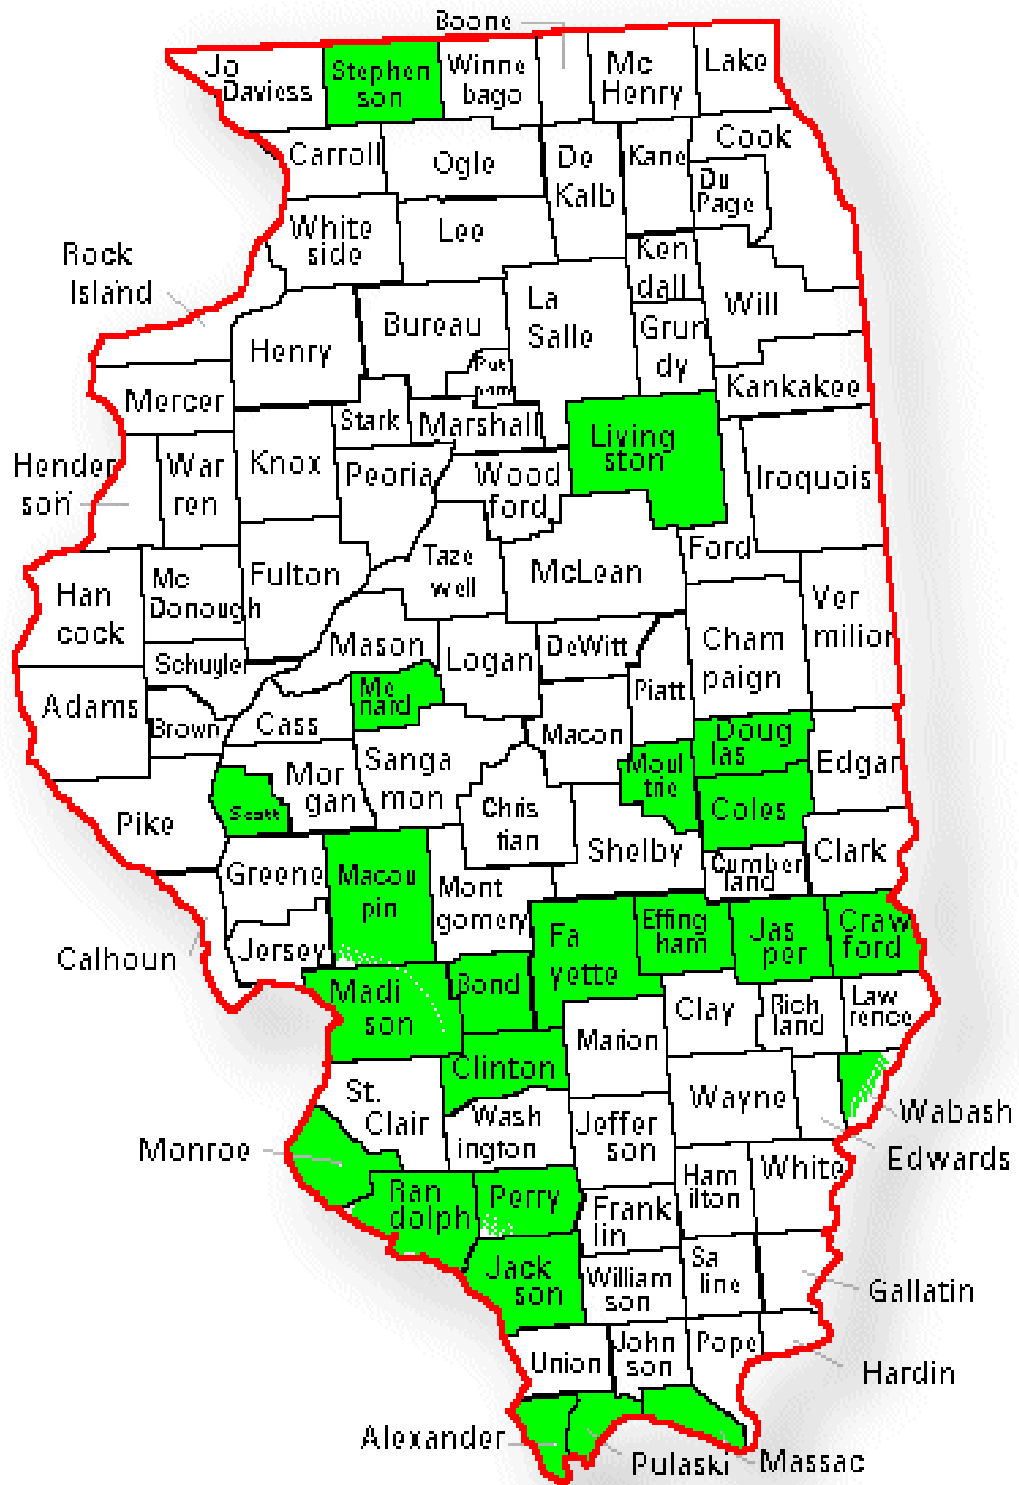 Boone
Jo
Daviess
Stephen
son
Winne
bago
Mc
Henry
Lake
Carroll
Ogle
De
Kalb
Kane
Cook
Du
Page
White
side
Lee
Rock
Island
Ken
dall
Will
La
Salle
Bureau
Henry
Grun
dy
Put
nam
Mercer
Kankakee
Stark
Marshall
Living
ston
Hender
son
War
ren
Knox
Peoria
Wood
ford
Iroquois
Ford
Taze
well
McLean
Han
cock
Mc
Donough
Fulton
Ver
milion
Mason
Logan
DeWitt
Cham
paign
Schuyle
Adams
Brown
Cass
Me
nard
Piatt
Macon
Doug
las
Edgar
Sanga
mon
Mor
gan
Scott
Moul
trie
Coles
Pike
Chris
tian
Shelby
Cumber
land
Clark
Greene
Macou
pin
Mont
gomery
Jersey
Calhoun
Fa
yette
Effing
ham
Jas
per
Craw
ford
Madi
son
Bond
Clay
Rich
land
Law
rence
Marion
Clinton
St.
Clair
Wayne
Wabash
Edwards
Wash
ington
Jeffer
son
Monroe
Ran
dolph
Perry
Ham
ilton
White
Frank
lin
Jack
son
William
son
Sa
line
Gallatin
Union
John
son
Pope
Hardin
Alexander
Pulaski
Massac